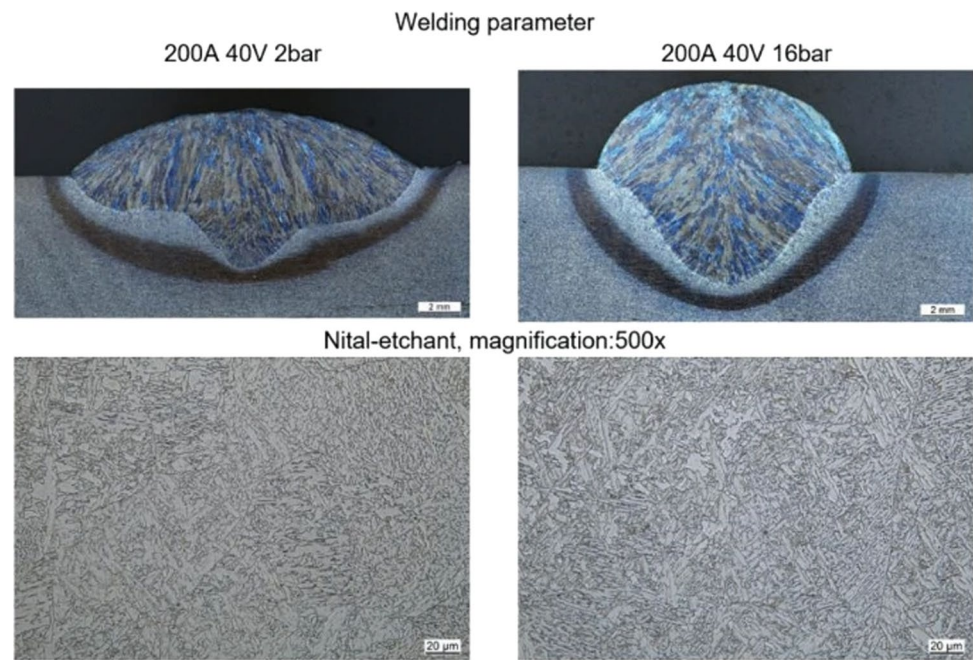 Welding parameter
200A 40V 2bar
200A 40V 16bar
2 mm
2 mm
Nital-etchant, magnification:500x
20 µm
20 µm